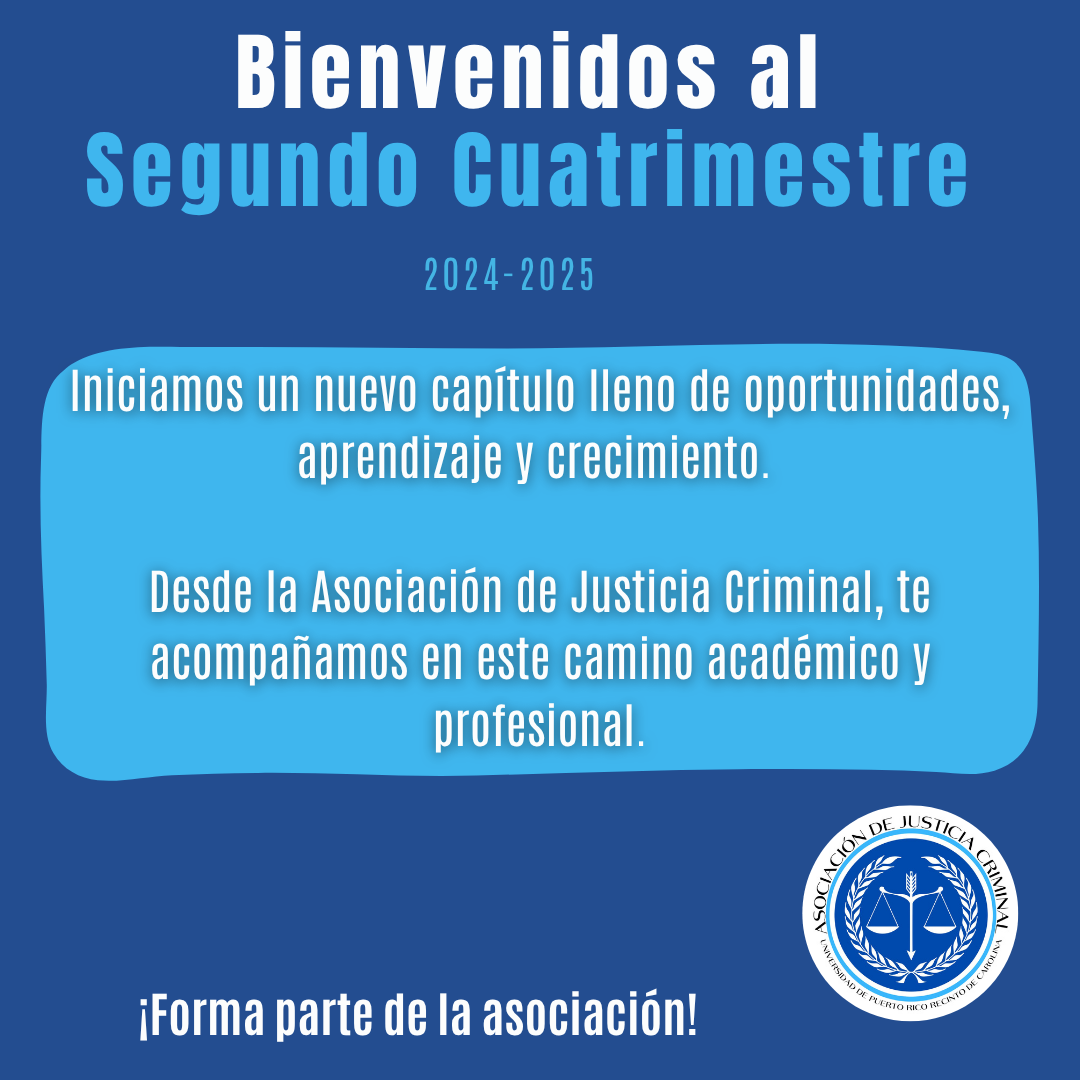 Bienvenidos al
Segundo Cuatrimestre
2024-2025
Iniciamos un nuevo capítulo lleno de oportunidades,
aprendizaje y crecimiento.
Desde la Asociación de Justicia Criminal, te
acompañamos en este camino académico y
profesional.
ASOCIACIÓN DE JUSTICIA CRIMINAL
UNIVERSIDAD DE PUERTO RICO RECINTO DE CAROLINA
¡Forma parte de la asociación!